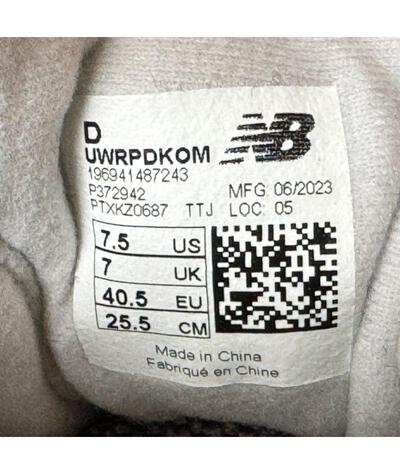 D
UWRPDKOM
NB
196941487243
P372942 MFG: 06/2023
PTXKZ0687 TTJ LOC: 05
7.5 US
7 UK
40.5 EU
25.5 CM
Made in China
Fabriqué en Chine